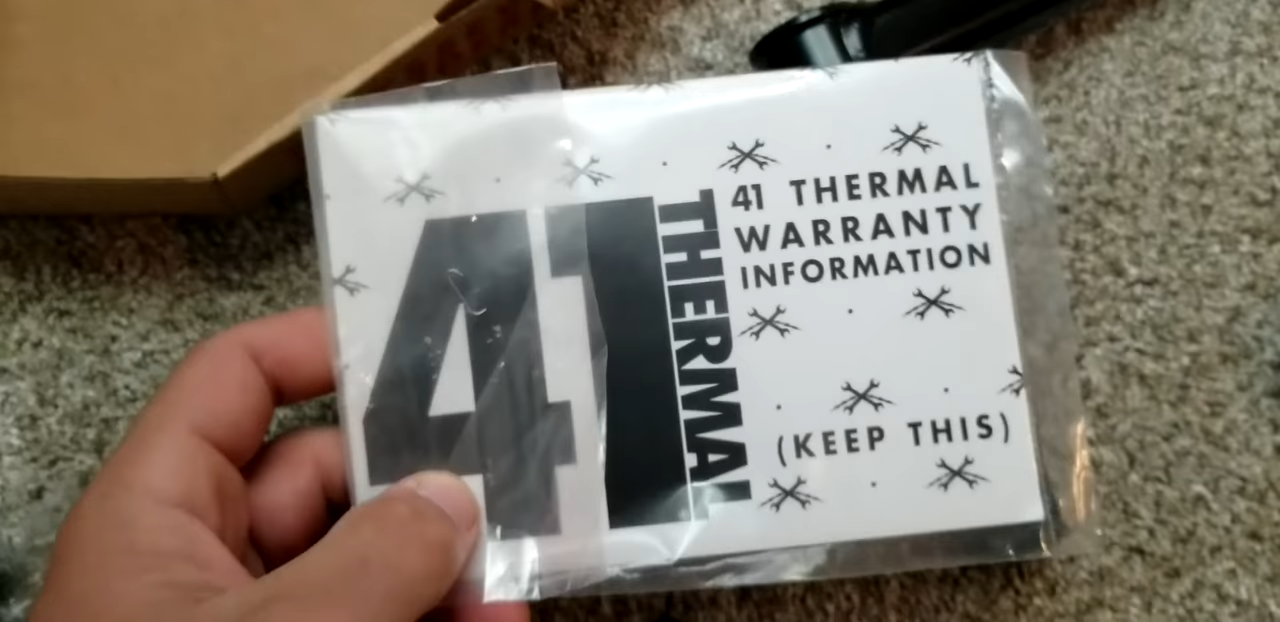 41
THERMAL
41 THERMAL
WARRANTY
INFORMATION
(KEEP THIS)